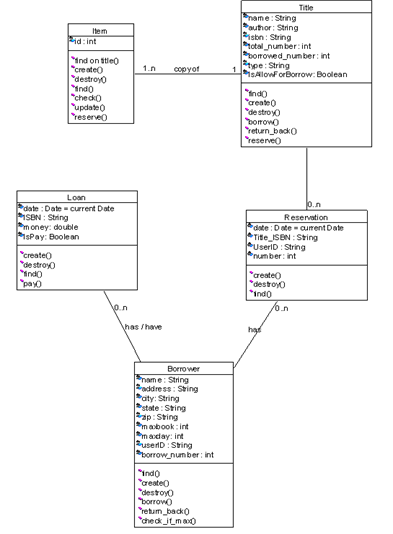 Item
id : int
find on title()
create()
destroy()
find()
check()
update()
reserve()
1..n
copy of
1
Title
name : String
author : String
isbn : String
total_number : int
borrowed_number : int
type : String
isAllowForBorrow : Boolean
find()
create()
destroy()
borrow()
return_back()
reserve()
0..n
Loan
date : Date = current Date
ISBN : String
money: double
IsPay: Boolean
create()
destroy()
find()
pay()
Reservation
date : Date = current Date
Title_ISBN : String
UserID : String
number : int
create()
destroy()
find()
0..n
has / have
0..n
has
Borrower
name : String
address : String
city: String
state : String
zip : String
maxbook : int
maxday: int
userID : String
borrow_number : int
find()
create()
destroy()
borrow()
return_back()
check_if_max()